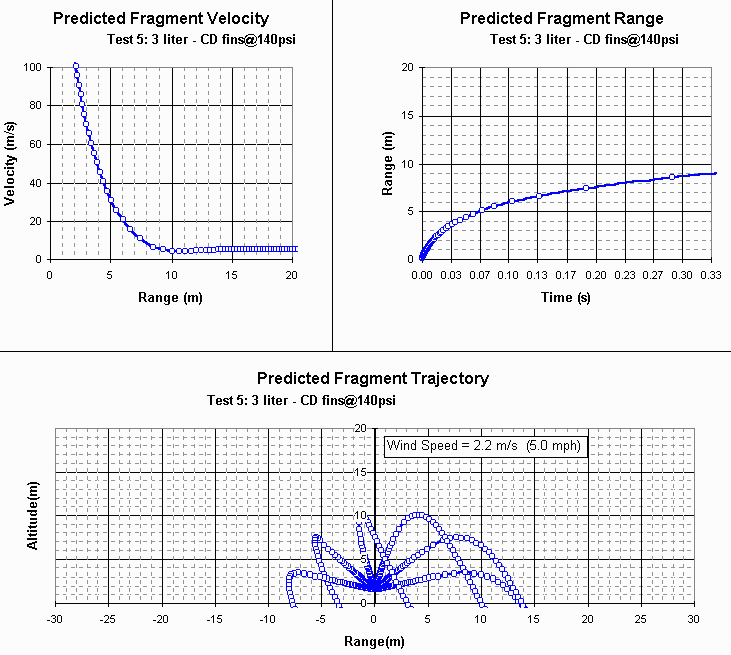 Predicted Fragment Velocity
Test 5: 3 liter - CD fins@140psi
Velocity (m/s)
100
80
60
40
20
0
0 5 10 15 20
Range (m)
Predicted Fragment Range
Test 5: 3 liter - CD fins@140psi
Range (m)
20
15
10
5
0
0.00 0.03 0.07 0.10 0.13 0.17 0.20 0.23 0.27 0.30 0.33
Time (s)
Predicted Fragment Trajectory
Test 5: 3 liter - CD fins@140psi
Altitude(m)
20
Wind Speed = 2.2 m/s (5.0 mph)
15
10
5
0
-30 -25 -20 -15 -10 -5 0 5 10 15 20 25 30
Range(m)